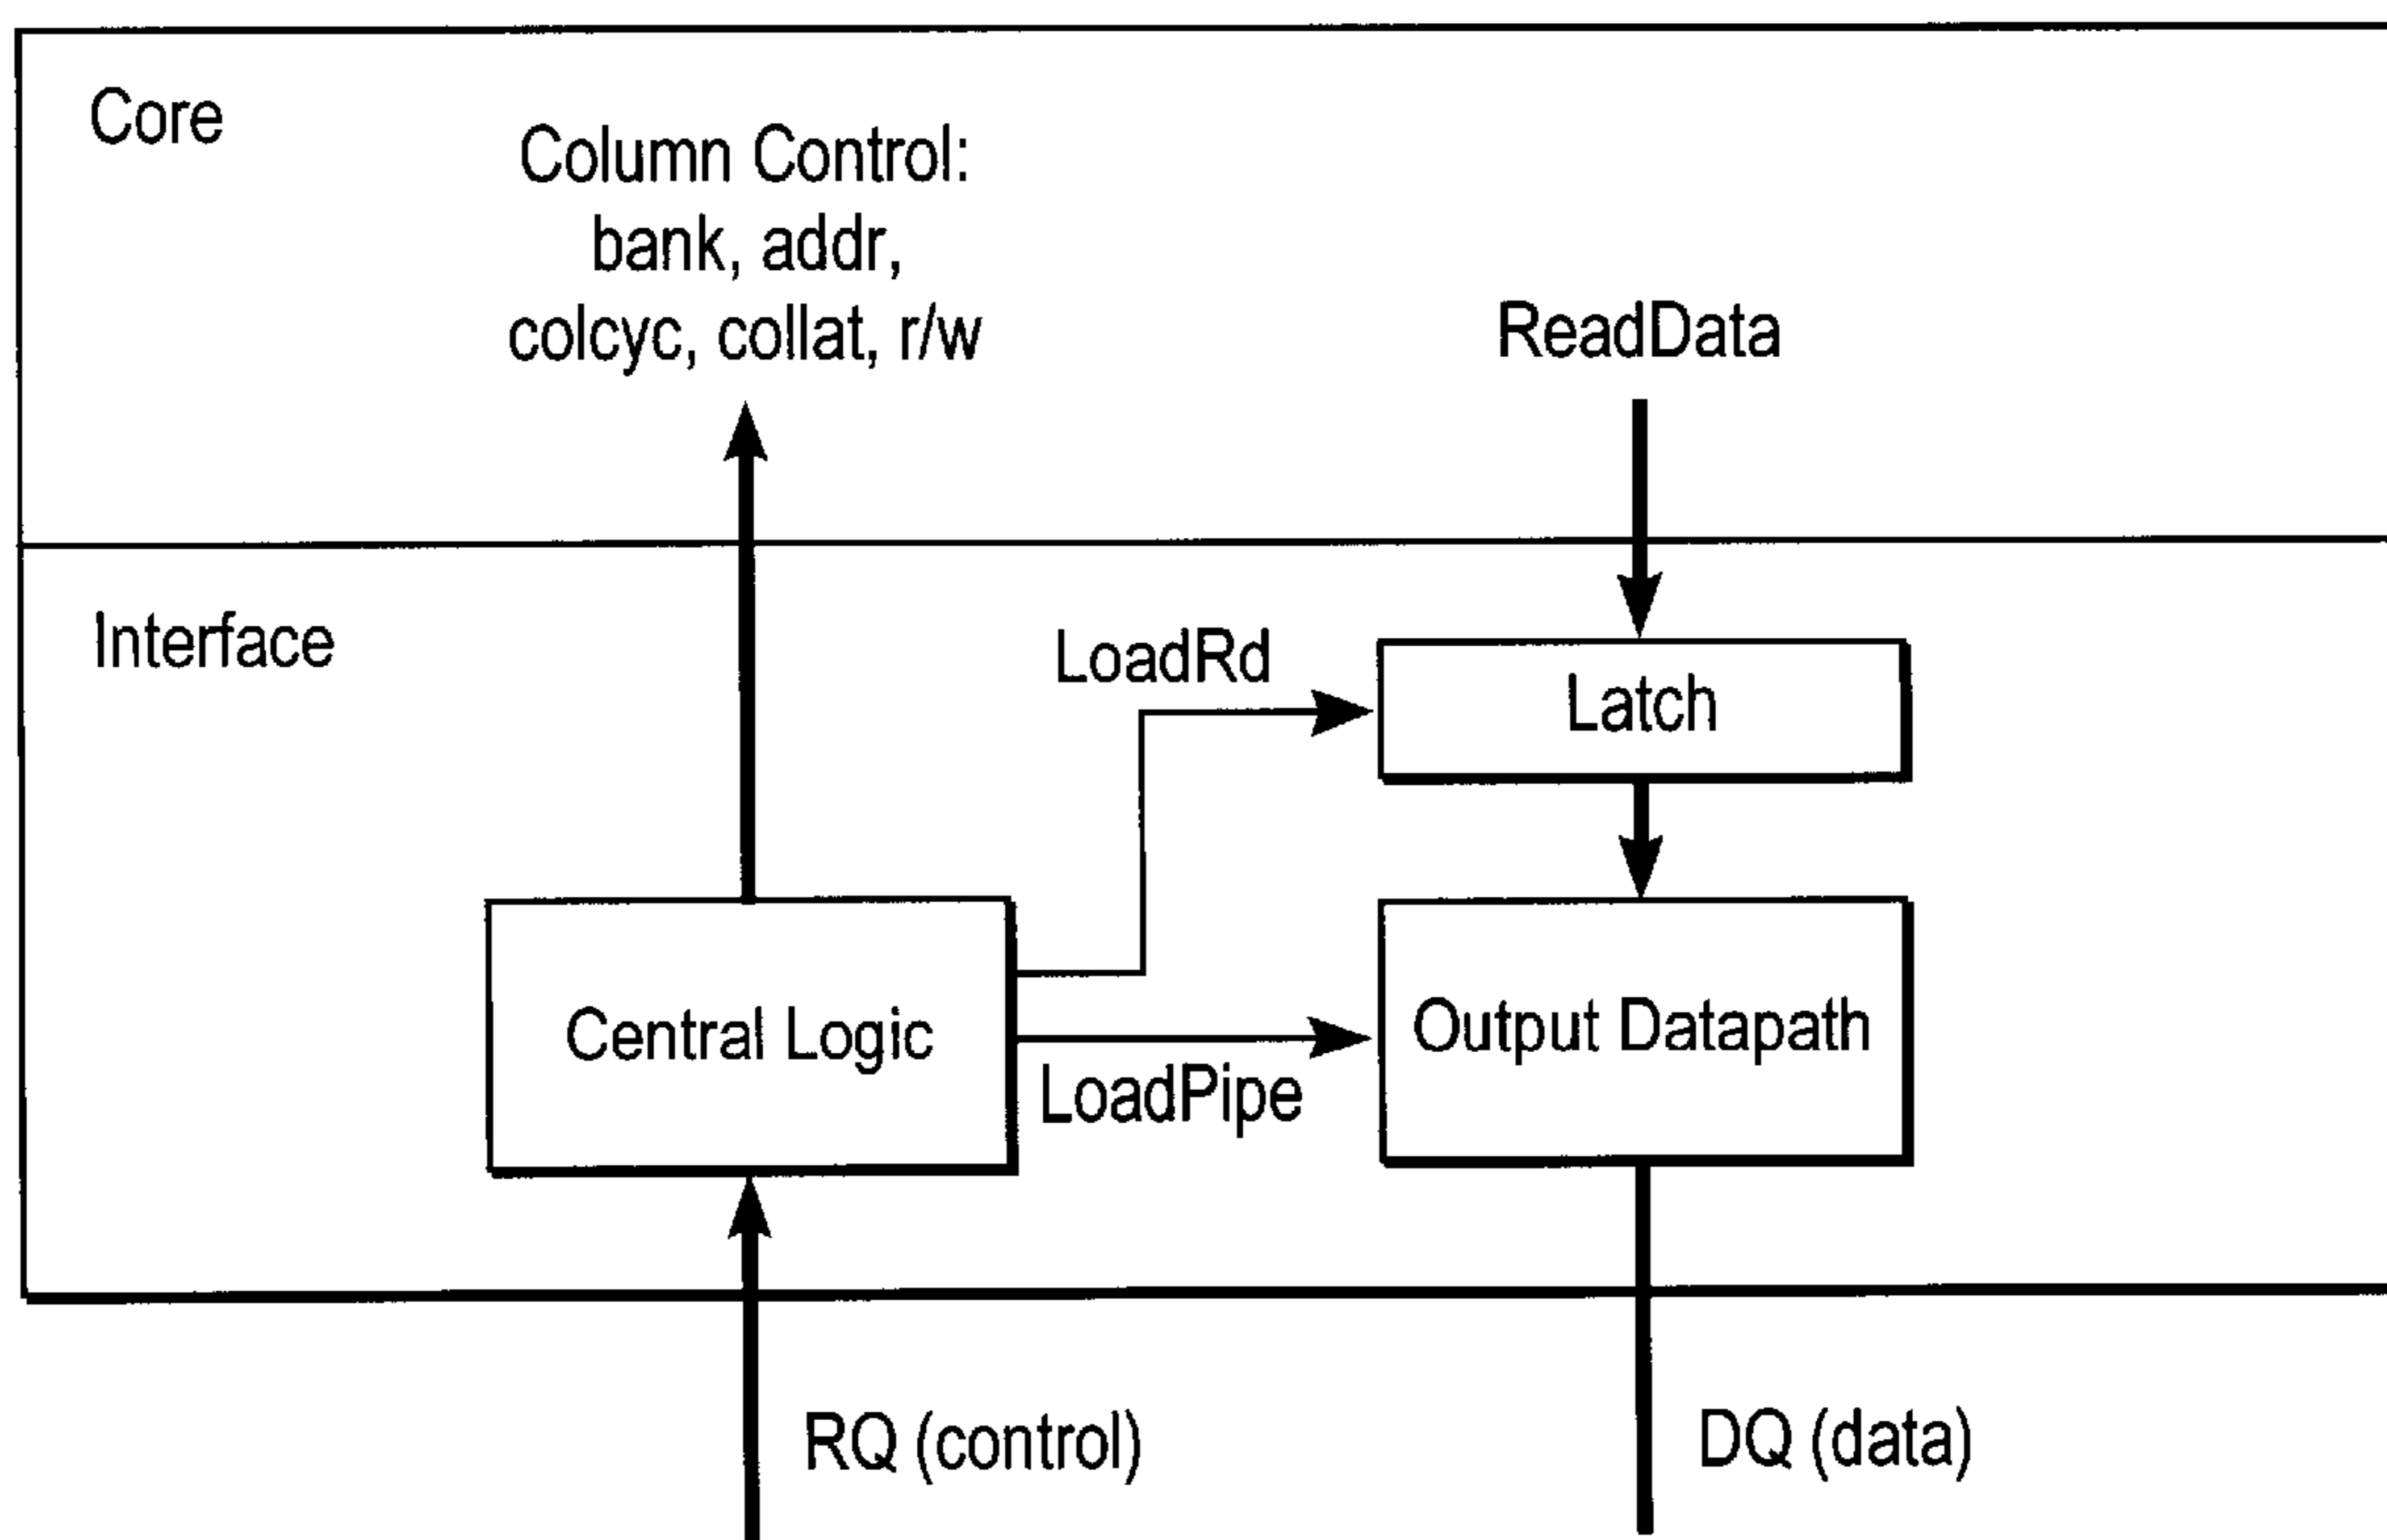 Core
Column Control:
bank, addr,
colcyc, collat, r/w
ReadData
Interface
LoadRd
Latch
Central Logic
Output Datapath
LoadPipe
RQ (control)
DQ (data)